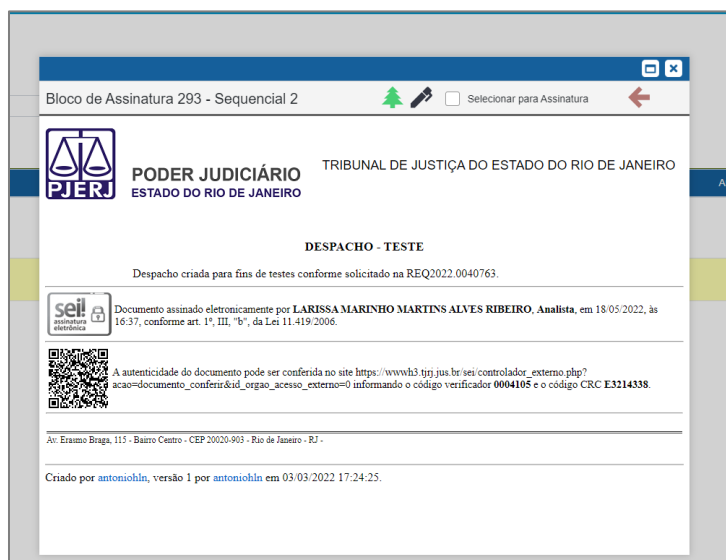 Bloco de Assinatura 293 - Sequencial 2
Selecionar para Assinatura
PJERJ
PODER JUDICIÁRIO
ESTADO DO RIO DE JANEIRO
TRIBUNAL DE JUSTIÇA DO ESTADO DO RIO DE JANEIRO
A
DESPACHO - TESTE
Despacho criada para fins de testes conforme solicitado na REQ2022.0040763.
seil
assinatura
eletrônica
Documento assinado eletronicamente por LARISSA MARINHO MARTINS ALVES RIBEIRO, Analista, em 18/05/2022, às
16:37, conforme art. 1º, III, "b", da Lei 11.419/2006.
A autenticidade do documento pode ser conferida no site https://wwwh3.tjrj.jus.br/sei/controlador_externo.php?
acao=documento_conferir&id_orgao_acesso_externo=0 informando o código verificador 0004105 e o código CRC E3214338.
Av. Erasmo Braga, 115 - Bairro Centro - CEP 20020-903 - Rio de Janeiro - RJ -
Criado por antoniohln, versão 1 por antoniohln em 03/03/2022 17:24:25.